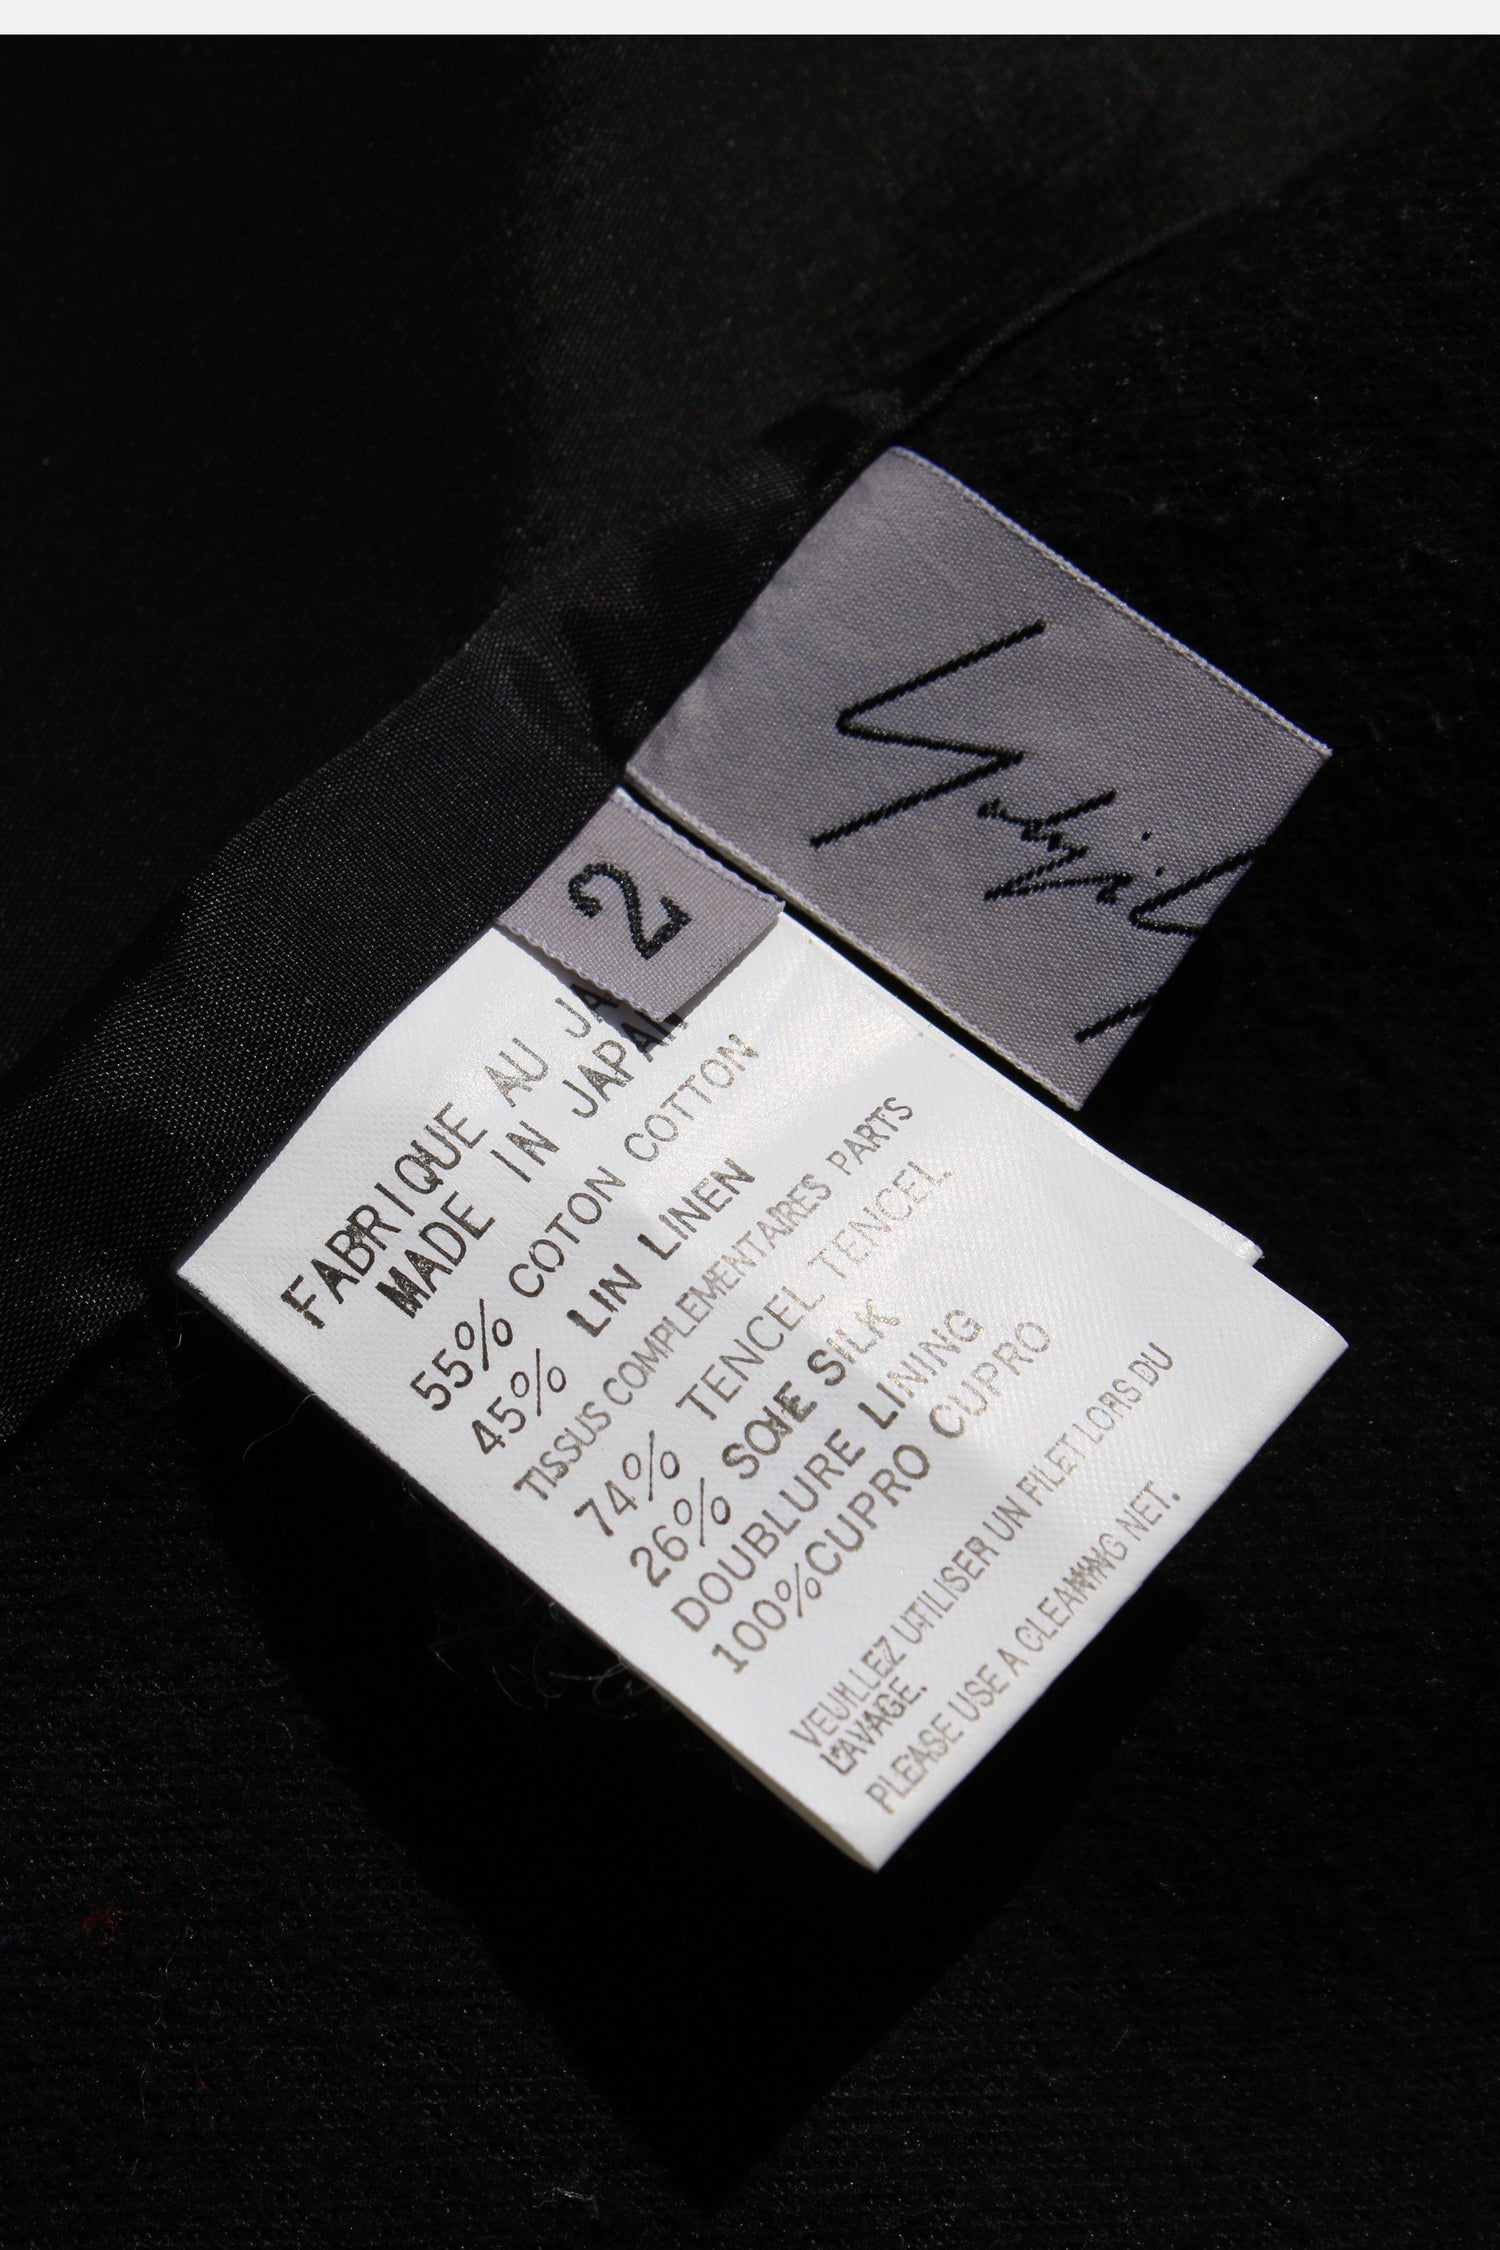 2
FABRIQUE AU JA
MADE IN JAPAN
55% COTON COTTON
45% LIN LINEN
TISSUS COMPLEMENTAIRES PARTS
74% TENCEL TENCEL
26% SOIE SILK
DOUBLURE LINING
100%CUPRO CUPRO
VEUILLEZ UTILISER UN FILET LORS DU
LAVAGE.
PLEASE USE A CLEANING NET.